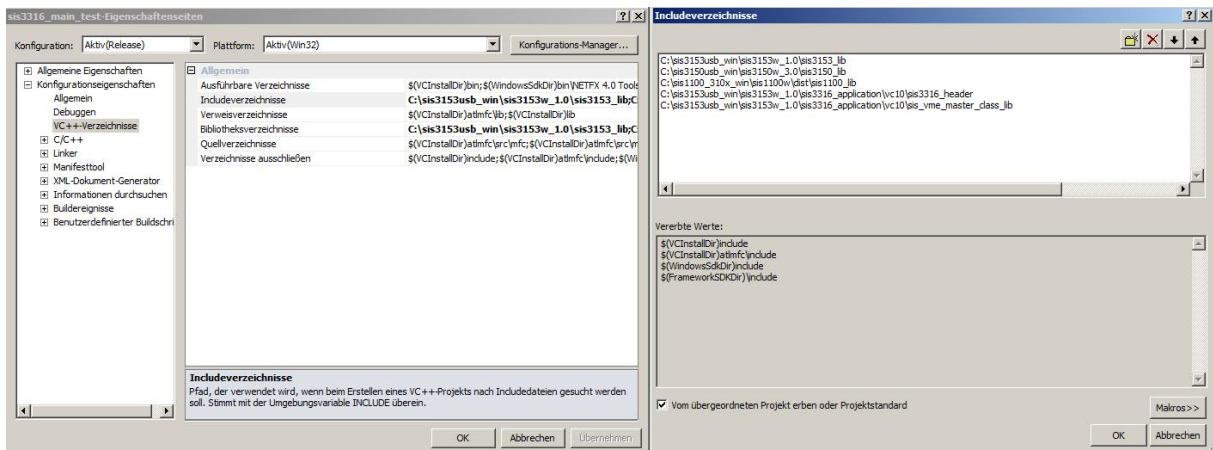 sis3316_main_test-Eigenschaftenseiten
Konfiguration: Aktiv(Release) Plattform: Aktiv(Win32) Konfigurations-Manager...
Allgemeine Eigenschaften
Konfigurationseigenschaften
Allgemein
Debuggen
VC++-Verzeichnisse
C/C++
Linker
Manifesttool
XML-Dokument-Generator
Informationen durchsuchen
Buildereignisse
Benutzerdefinierter Buildschri
Allgemein
Ausführbare Verzeichnisse $(VCInstallDir)bin;$(WindowsSdkDir)bin\NETFX 4.0 Tools
Includeverzeichnisse C:\sis3153usb_win\sis3153w_1.0\sis3153_lib;C:
Verweisverzeichnisse $(VCInstallDir)atlmfc\lib;$(VCInstallDir)lib
Bibliotheksverzeichnisse C:\sis3153usb_win\sis3153w_1.0\sis3153_lib;C:
Quellverzeichnisse $(VCInstallDir)atlmfc\src\mfc;$(VCInstallDir)atlmfc\src\m
Verzeichnisse ausschließen $(VCInstallDir)include;$(VCInstallDir)atlmfc\include;$(Wi
Includeverzeichnisse
Pfad, der verwendet wird, wenn beim Erstellen eines VC++-Projekts nach Includedateien gesucht werden
soll. Stimmt mit der Umgebungsvariable INCLUDE überein.
OK Abbrechen Übernehmen
Includeverzeichnisse
C:\sis3153usb_win\sis3153w_1.0\sis3153_lib
C:\sis3150usb_win\sis3150w_3.0\sis3150_lib
C:\sis1100_310x_win\sis1100w\dist\sis1100_lib
C:\sis3153usb_win\sis3153w_1.0\sis3316_application\vc10\sis3316_header
C:\sis3153usb_win\sis3153w_1.0\sis3316_application\vc10\sis_vme_master_class_lib
Vererbte Werte:
$(VCInstallDir)include
$(VCInstallDir)atlmfc\include
$(WindowsSdkDir)include
$(FrameworkSDKDir)\include
Vom übergeordneten Projekt erben oder Projektstandard
Makros>>
OK Abbrechen